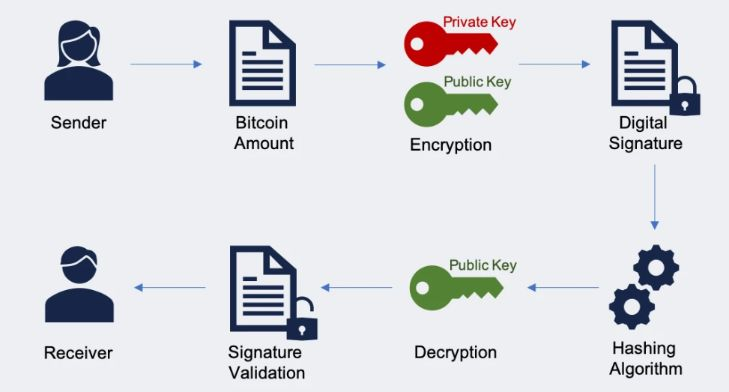 Private Key
Public Key
Sender
Bitcoin
Amount
Encryption
Digital
Signature
Public Key
Receiver
Signature
Validation
Decryption
Hashing
Algorithm